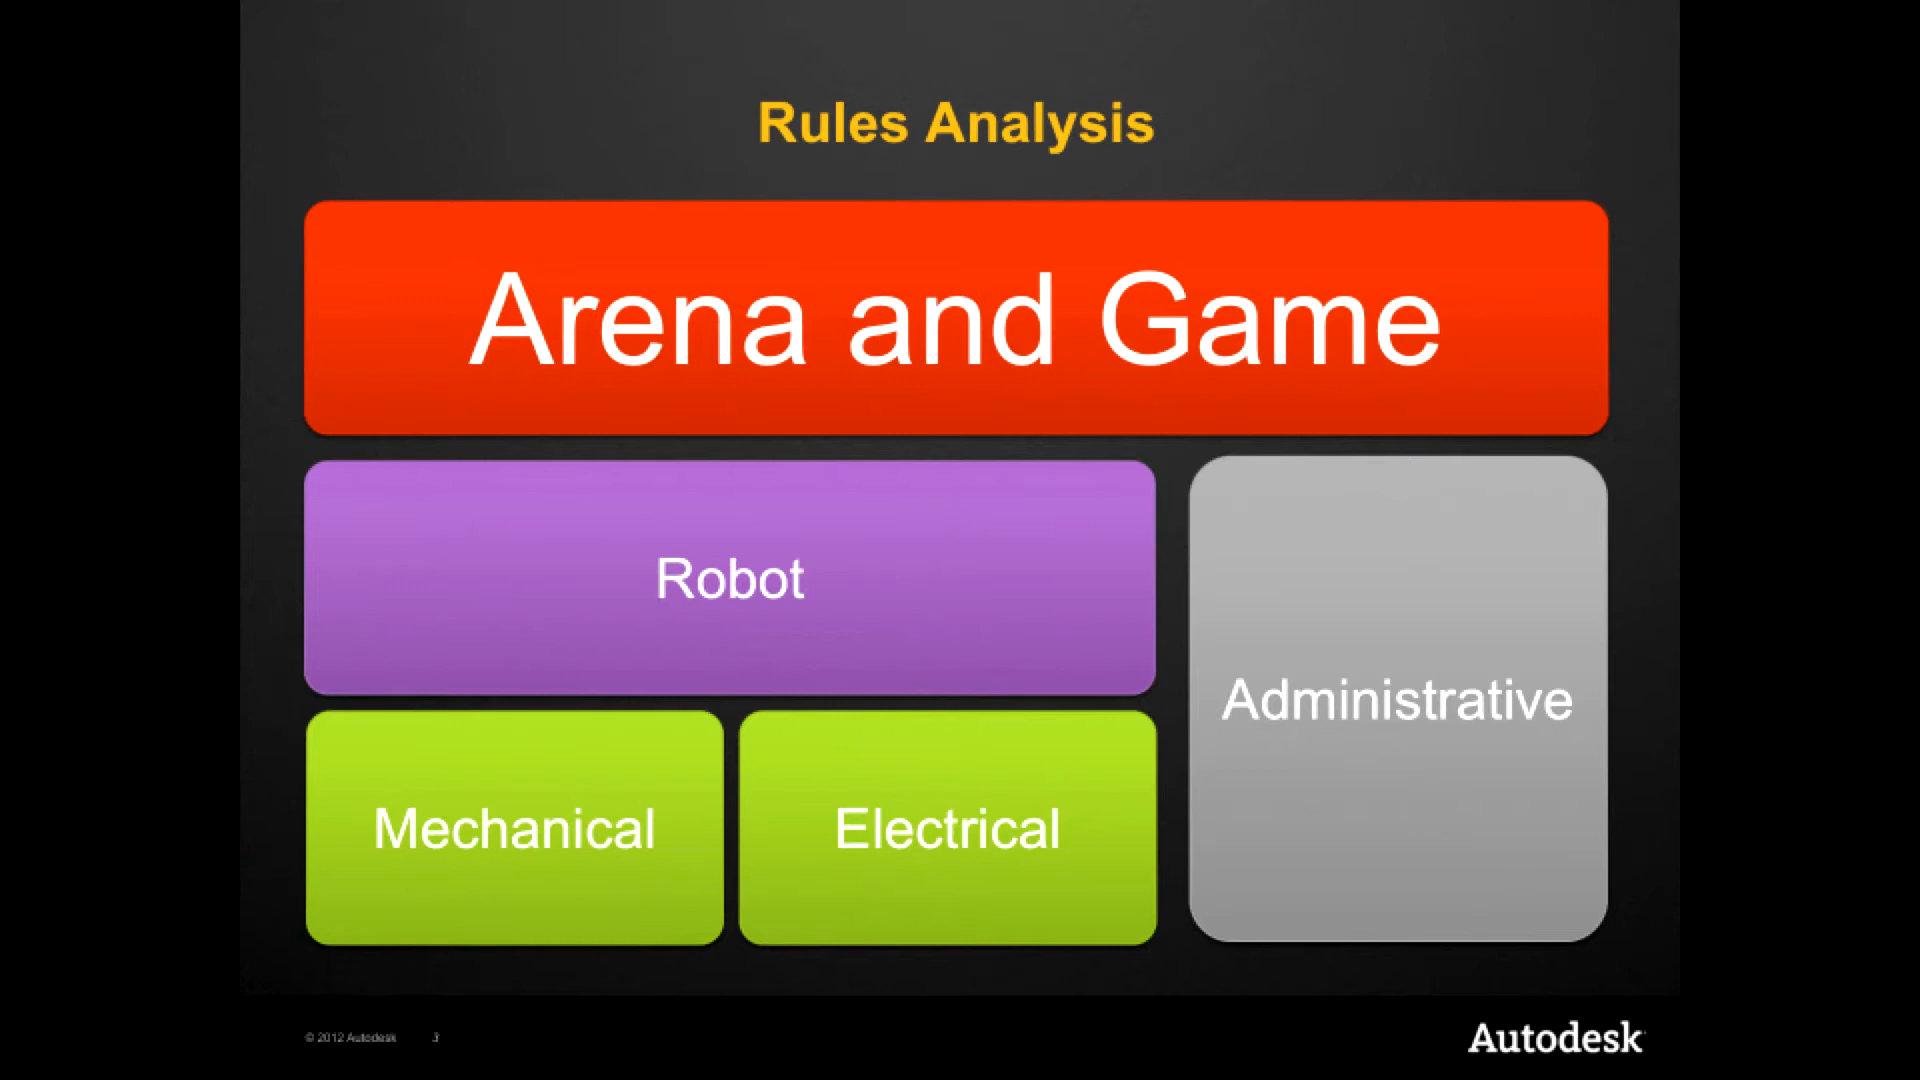 Rules Analysis
Arena and Game
Robot
Administrative
Mechanical
Electrical
© 2012 Autodesk 3
Autodesk